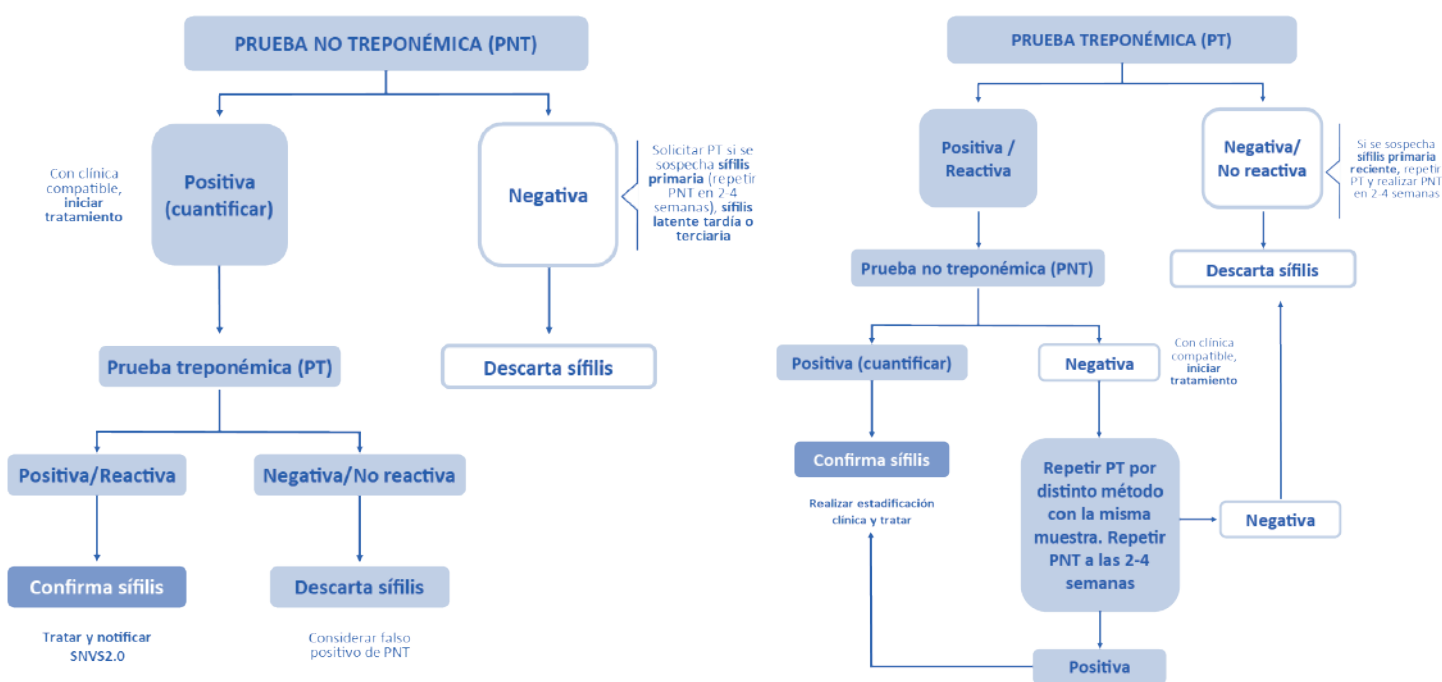 PRUEBA NO TREPONÉMICA (PNT)
Con clínica
compatible,
iniciar
tratamiento
Positiva
(cuantificar)
Negativa
Solicitar PT si se
sospecha sífilis
primaria (repetir
PNT en 2-4
semanas), sífilis
latente tardía o
terciaria
Prueba treponémica (PT)
Descarta sífilis
Positiva/Reactiva
Negativa/No reactiva
Confirma sífilis
Descarta sífilis
Tratar y notificar
SNVS2.0
Considerar falso
positivo de PNT
PRUEBA TREPONÉMICA (PT)
Positiva /
Reactiva
Negativa/
No reactiva
Si se sospecha
sífilis primaria
reciente, repetir
PT y realizar PNT
en 2-4 semanas
Prueba no treponémica (PNT)
Descarta sífilis
Positiva (cuantificar)
Negativa
Con clínica
compatible,
iniciar
tratamiento
Confirma sífilis
Realizar estadificación
clínica y tratar
Repetir PT por
distinto método
con la misma
muestra. Repetir
PNT a las 2-4
semanas
Negativa
Positiva